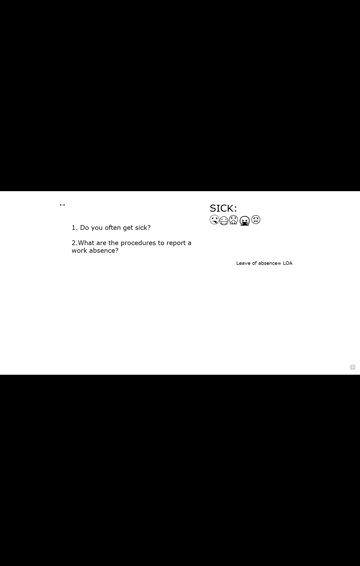 1. Do you often get sick?
2.What are the procedures to report a
work absence?
SICK:
Leave of absence= LOA